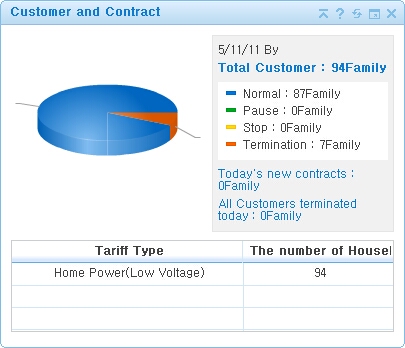 Customer and Contract
5/11/11 By
Total Customer : 94Family
Normal : 87Family
Pause : 0Family
Stop : 0Family
Termination : 7Family
Today's new contracts :
0Family
All Customers terminated
today : 0Family
Tariff Type The number of Househ
Home Power(Low Voltage) 94